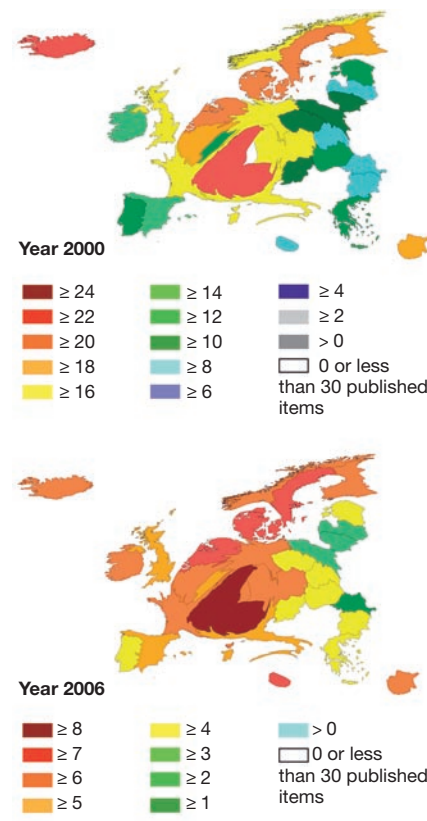 Year 2000
≥ 24
≥ 22
≥ 20
≥ 18
≥ 16
≥ 14
≥ 12
≥ 10
≥ 8
≥ 6
≥ 4
≥ 2
> 0
0 or less
than 30 published
items
Year 2006
≥ 8
≥ 7
≥ 6
≥ 5
≥ 4
≥ 3
≥ 2
≥ 1
> 0
0 or less
than 30 published
items